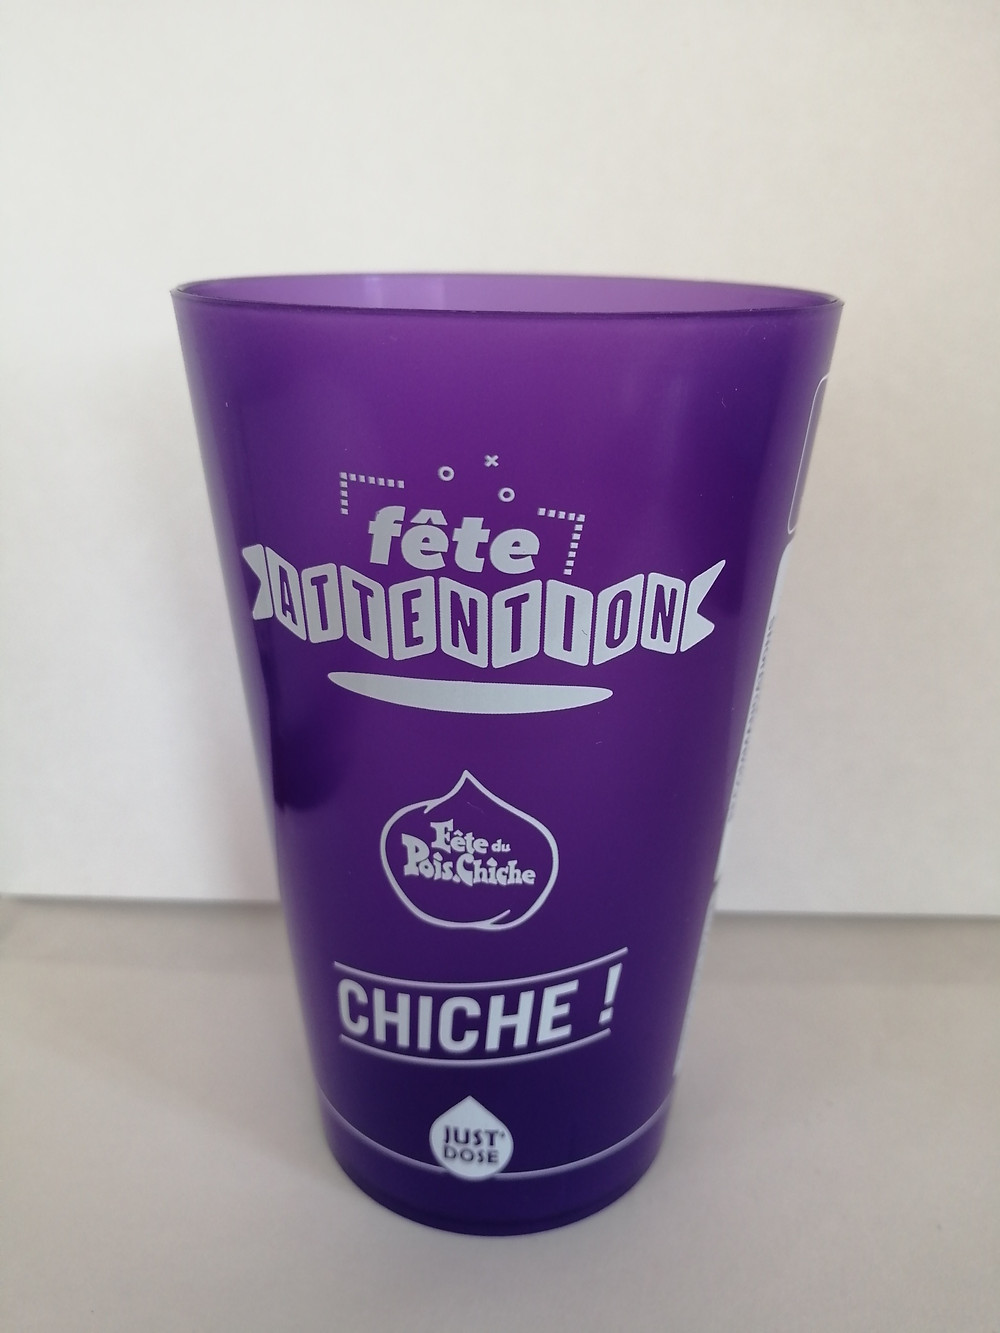 fête
ATTENTION
Fête du
Pois Chiche
CHICHE !
JUST'
DOSE